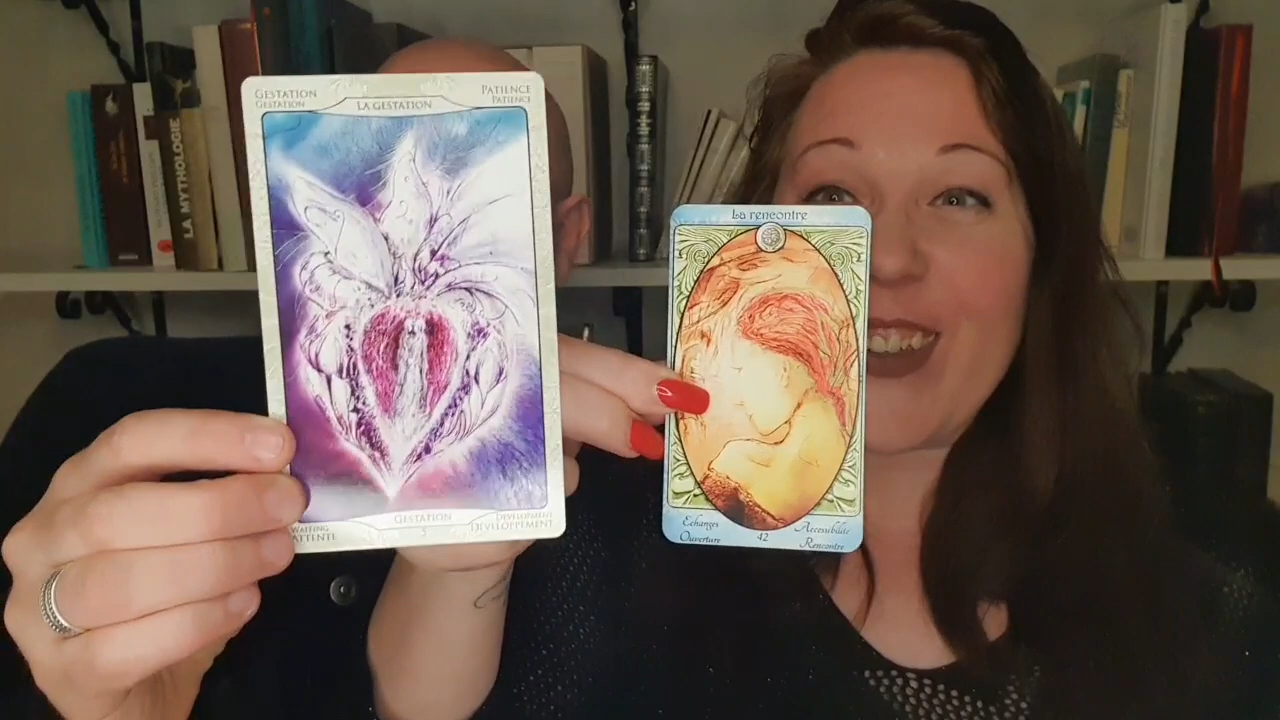 GESTATION
GESTATION
LA GESTATION
PATIENCE
PATIENCE
WAITING
ATTENTE
GESTATION
5
DEVELOPMENT
DÉVELOPPEMENT
La rencontre
Echanges
Ouverture
42
Accessibilité
Rencontre
LA MYTHOLOGIE